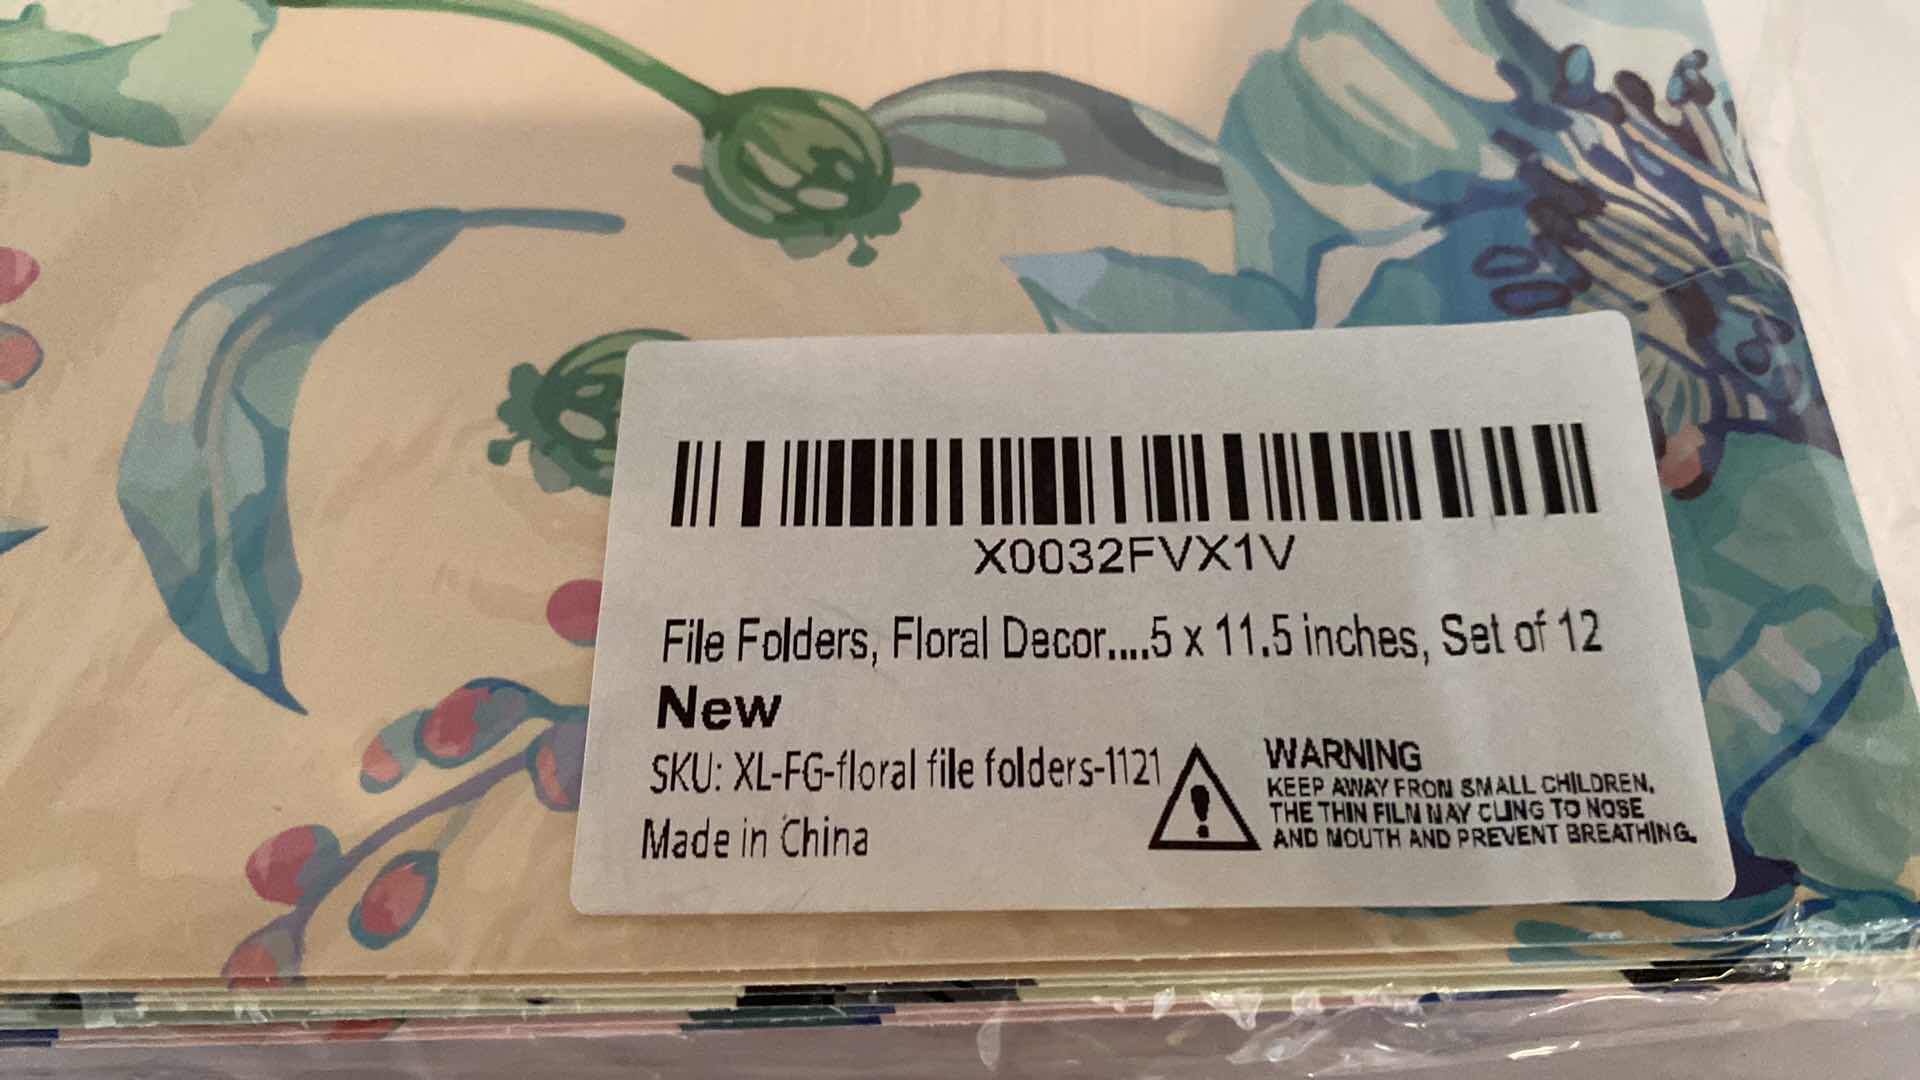 X0032FVX1V
File Folders, Floral Decor....5 x 11.5 inches, Set of 12
New
SKU: XL-FG-floral file folders-1121
Made in China
WARNING
KEEP AWAY FROM SMALL CHILDREN,
THE THIN FILM MAY CLING TO NOSE
AND MOUTH AND PREVENT BREATHING.